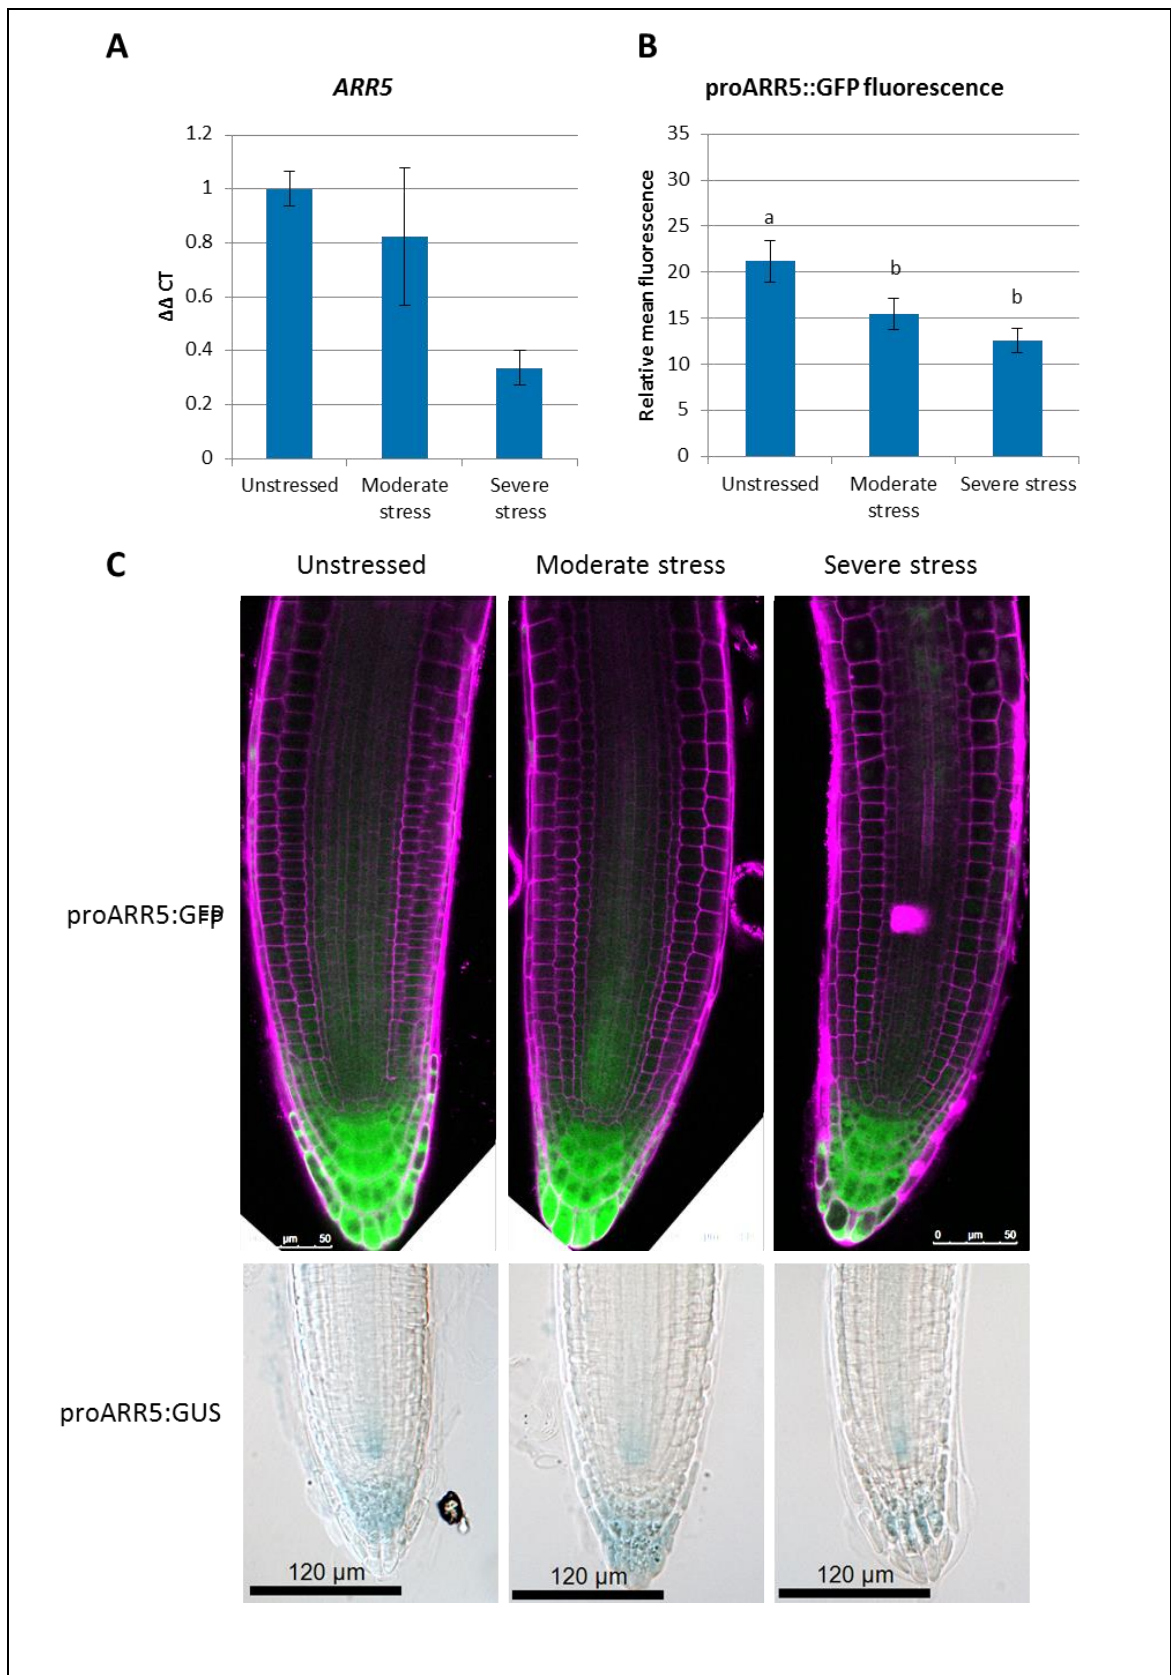 A
B
ARR5
proARR5::GFP fluorescence
ΔΔ CT
1.2
1
0.8
0.6
0.4
0.2
0
Unstressed
Moderate
stress
Severe
stress
Relative mean fluorescence
35
30
25
20
15
10
5
0
a
b
b
Unstressed
Moderate
stress
Severe stress
C
Unstressed
Moderate stress
Severe stress
proARR5:GFP
µm 50
0 µm 50
proARR5:GUS
120 µm
120 µm
120 µm